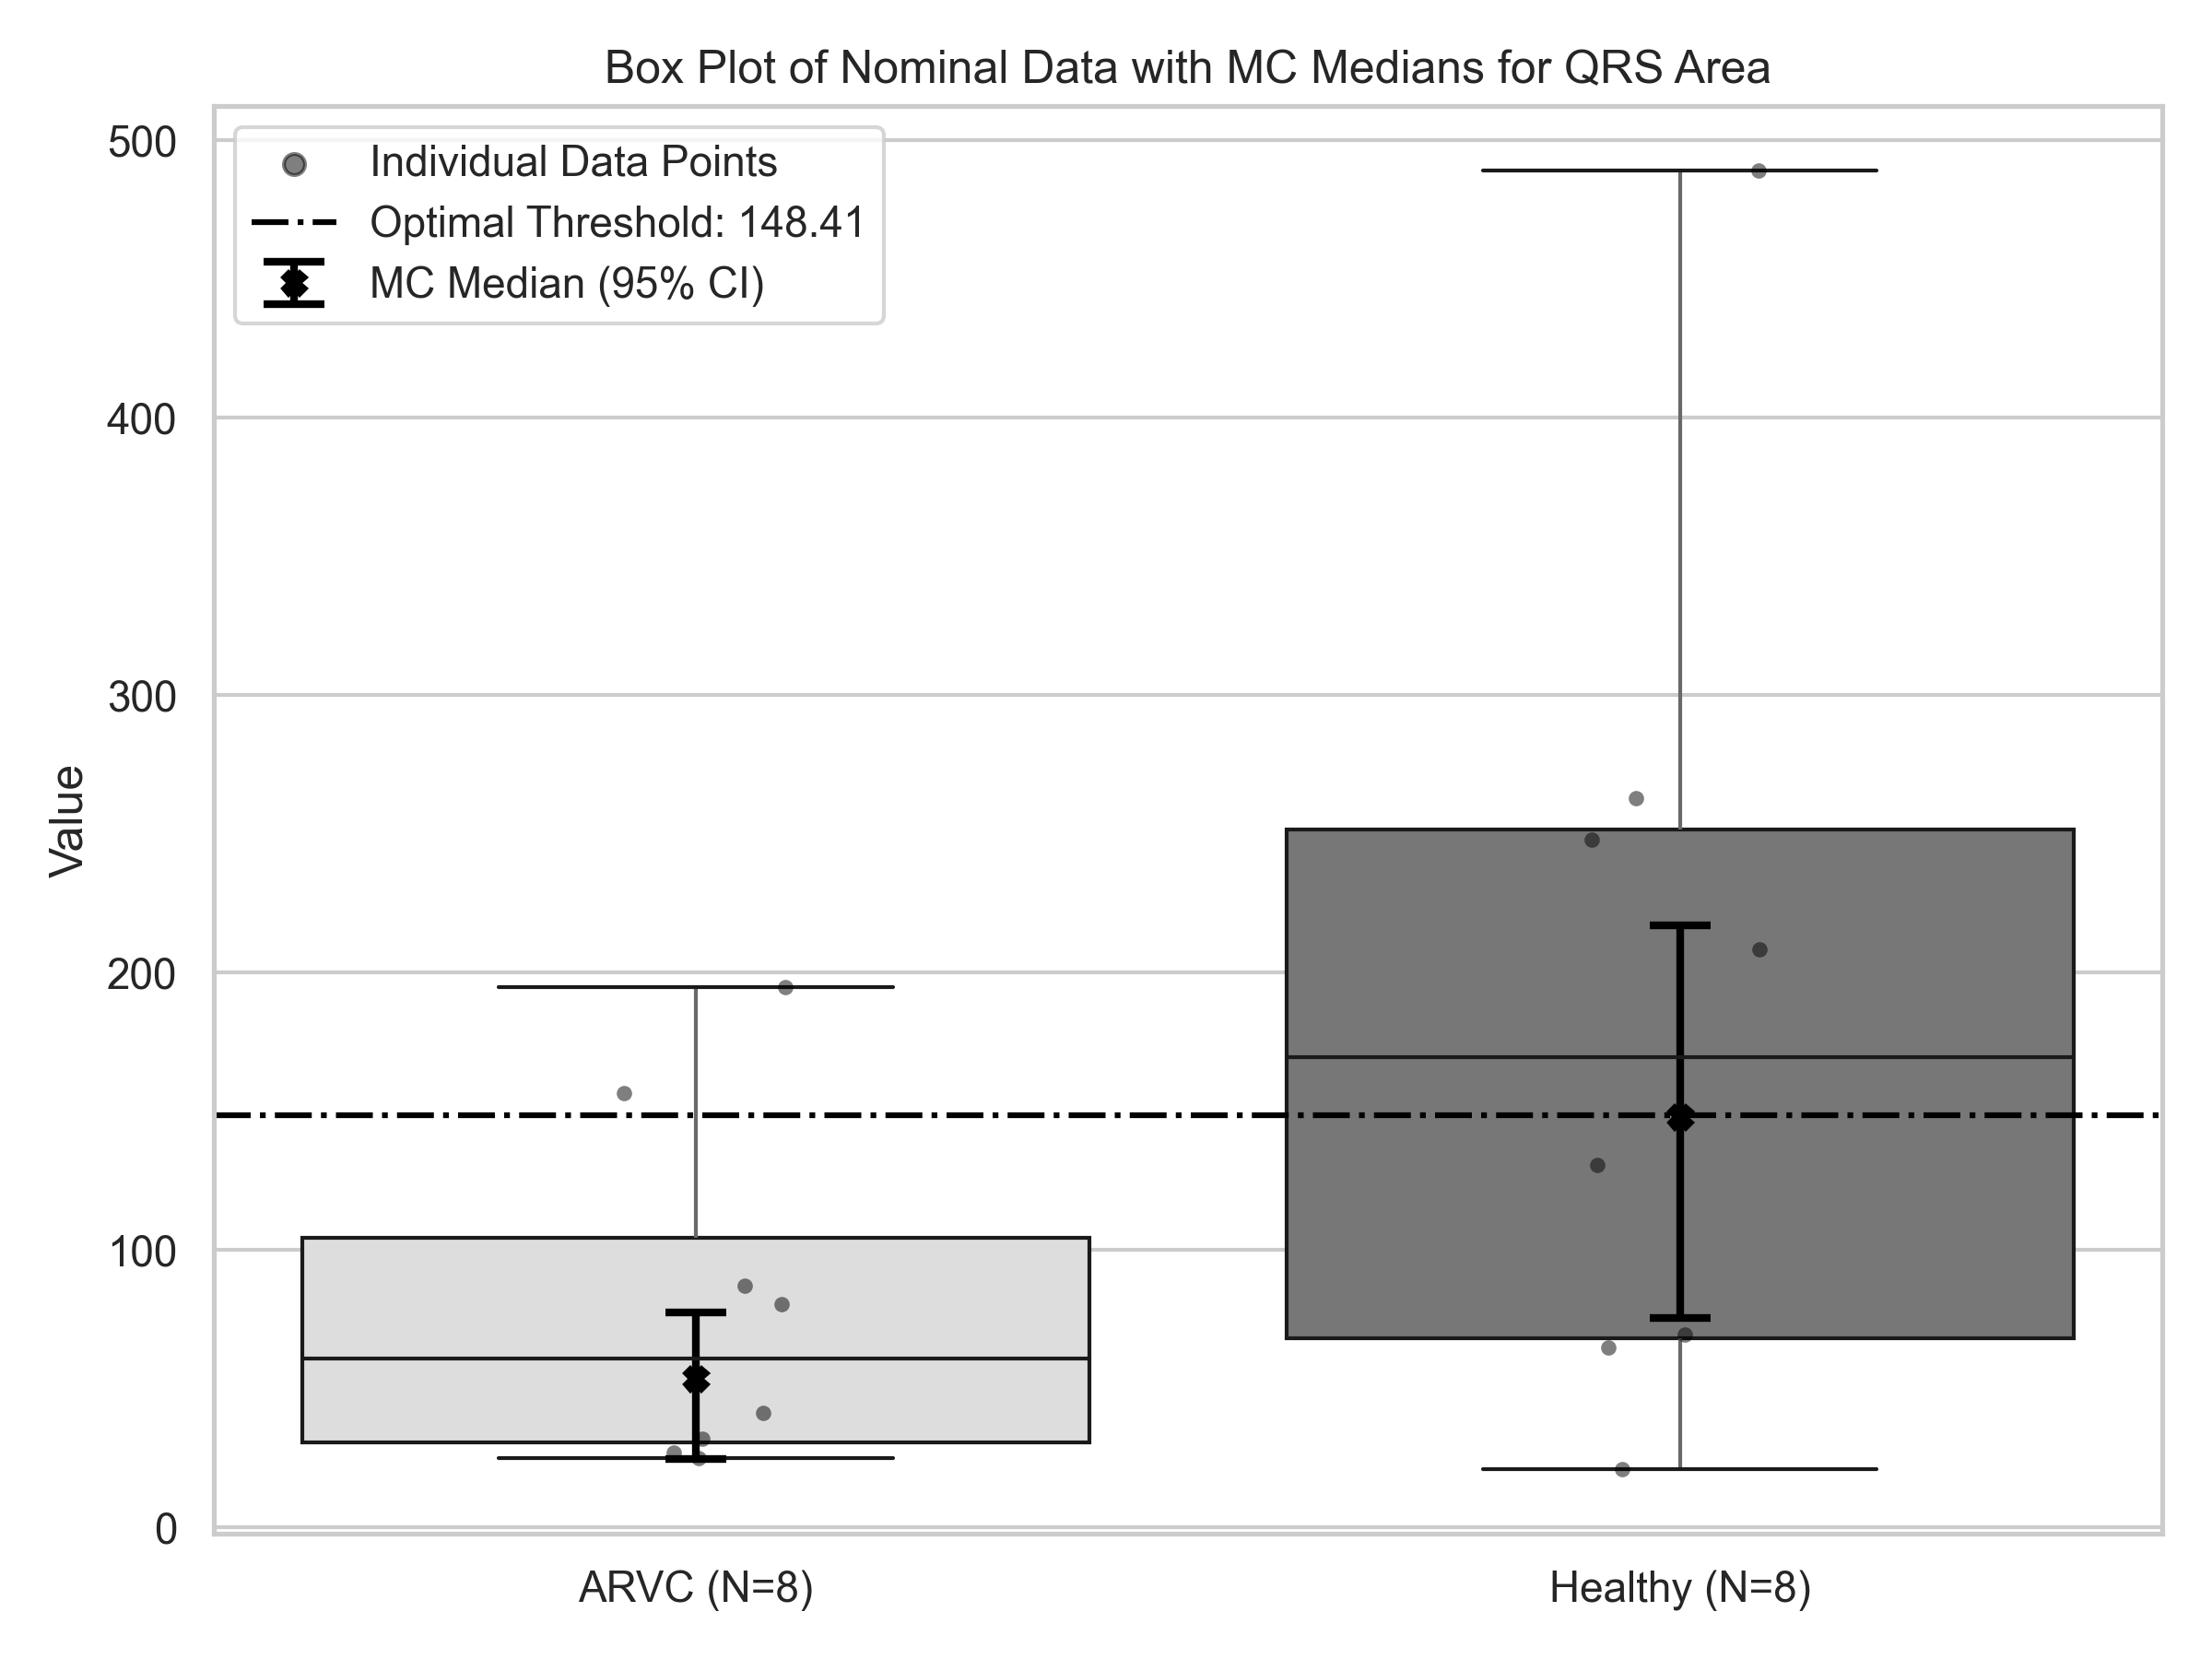 Box Plot of Nominal Data with MC Medians for QRS Area
500
400
300
200
100
0
Value
Individual Data Points
Optimal Threshold: 148.41
MC Median (95% CI)
ARVC (N=8)
Healthy (N=8)